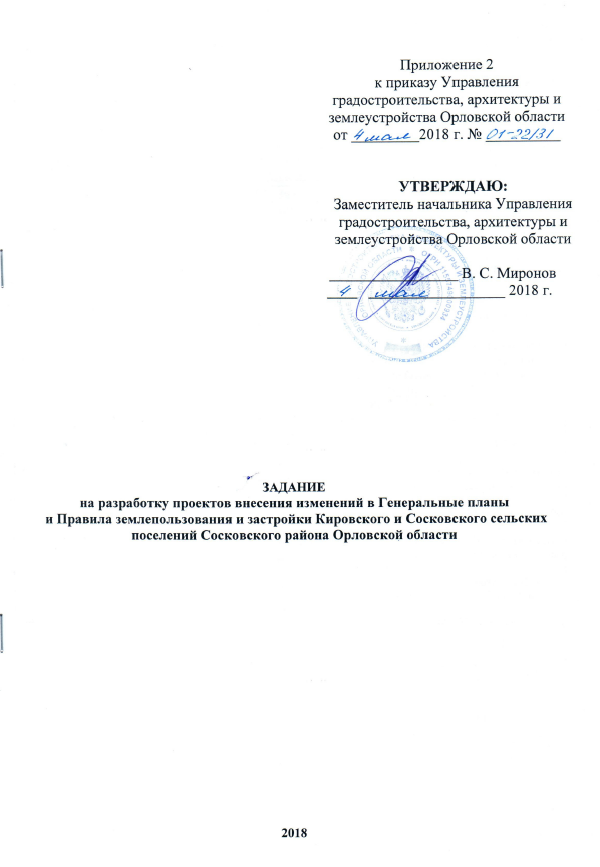 Приложение 2
к приказу Управления
градостроительства, архитектуры и
землеустройства Орловской области
от 4 мая 2018 г. № 01-22/31
УТВЕРЖДАЮ:
Заместитель начальника Управления
градостроительства, архитектуры и
землеустройства Орловской области
В. С. Миронов
4 мая 2018 г.
ЗАДАНИЕ
на разработку проектов внесения изменений в Генеральные планы
и Правила землепользования и застройки Кировского и Сосковского сельских
поселений Сосковского района Орловской области
2018